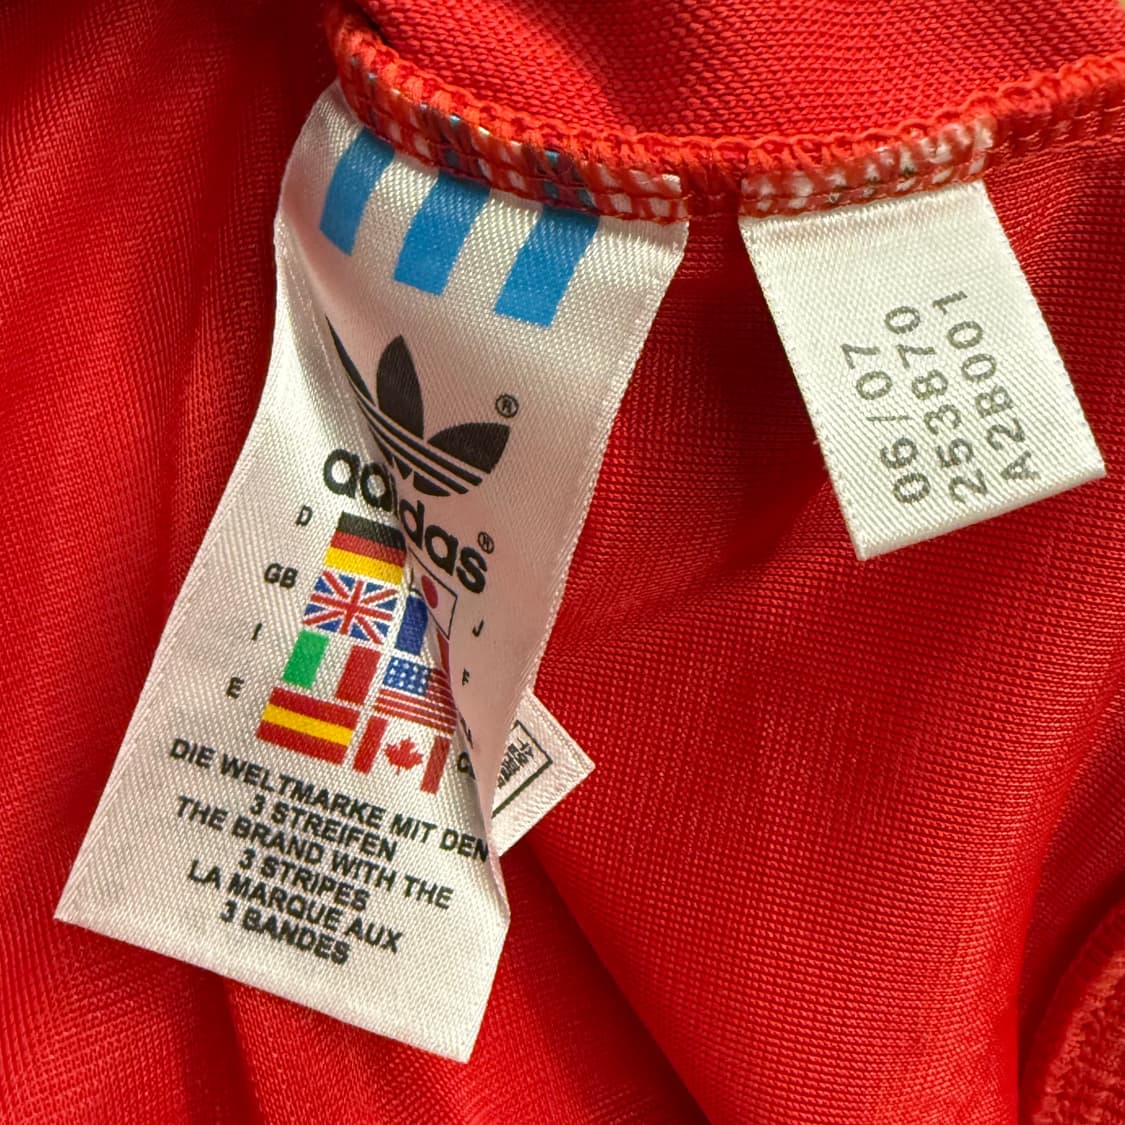 ®
adidas®
D
GB
J
I
F
E
DIE WELTMARKE MIT DEN
3 STREIFEN
THE BRAND WITH THE
3 STRIPES
LA MARQUE AUX
3 BANDES
06/07
253870
A2B001